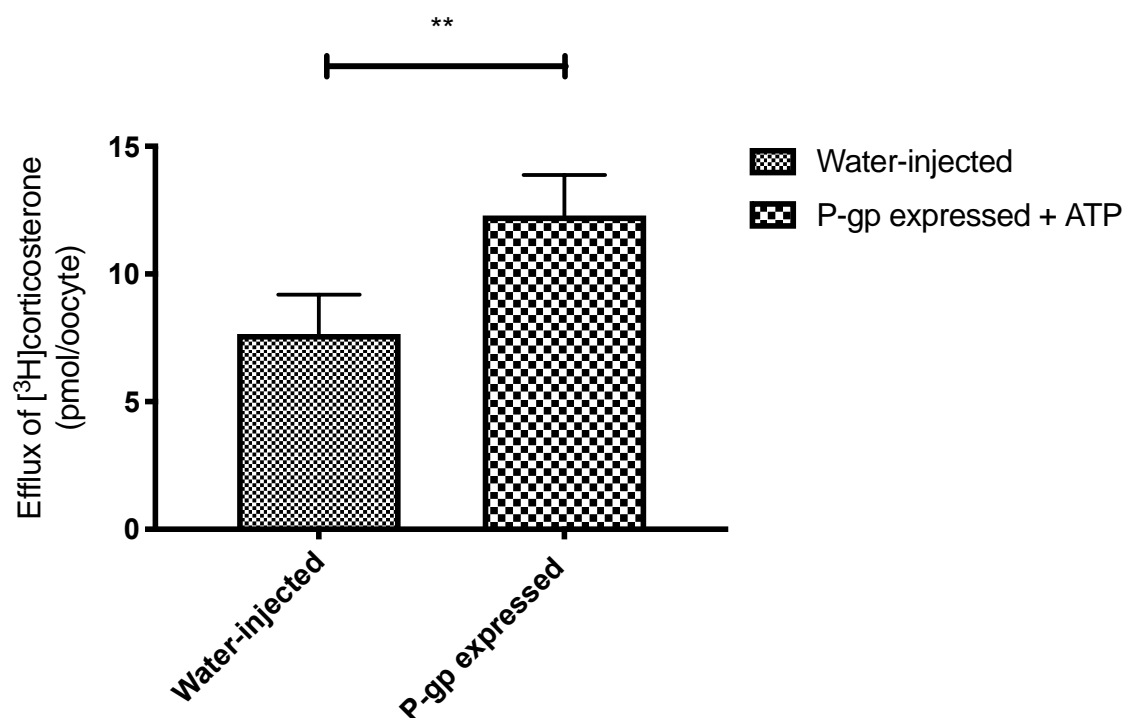 **
15
10
5
0
Efflux of [³H]corticosterone
(pmol/oocyte)
Water-injected
P-gp expressed
Water-injected
P-gp expressed + ATP